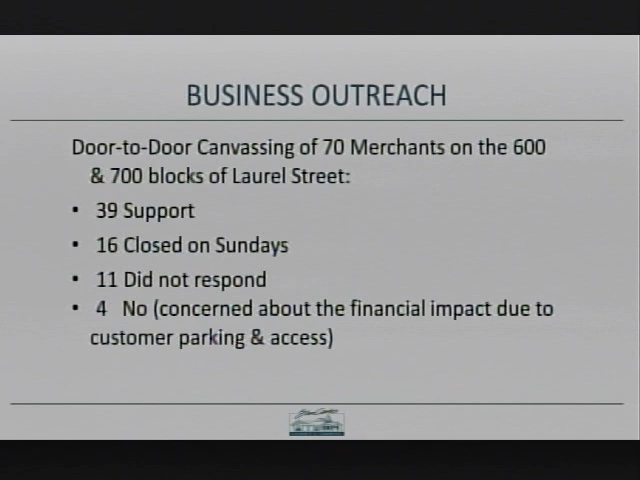 BUSINESS OUTREACH
Door-to-Door Canvassing of 70 Merchants on the 600
& 700 blocks of Laurel Street:
• 39 Support
• 16 Closed on Sundays
• 11 Did not respond
• 4 No (concerned about the financial impact due to
customer parking & access)